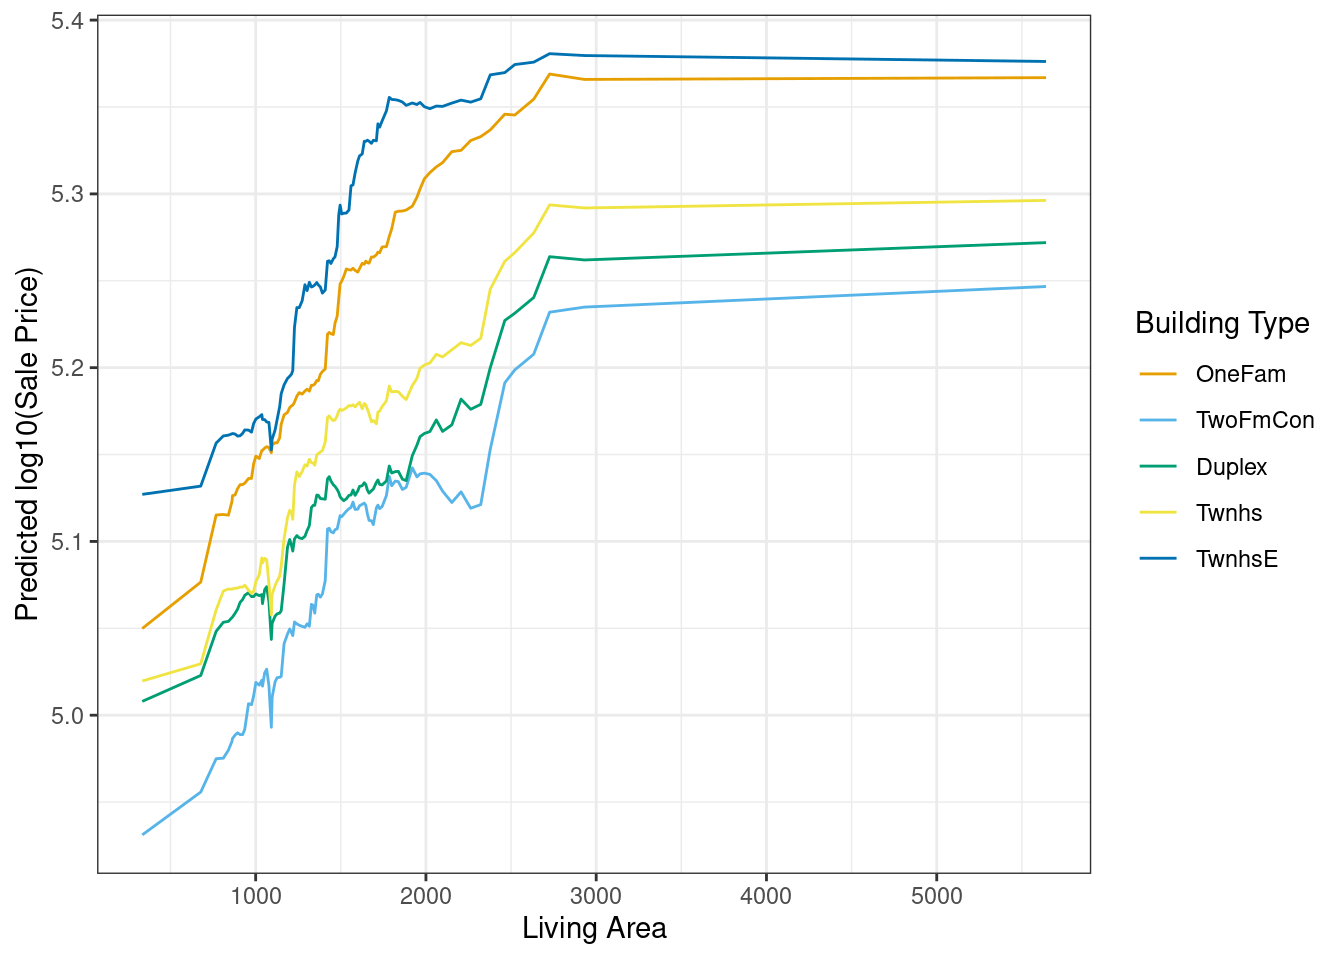 5.4
5.3
5.2
5.1
5.0
Predicted log10(Sale Price)
1000 2000 3000 4000 5000
Living Area
Building Type
OneFam
TwoFmCon
Duplex
Twnhs
TwnhsE